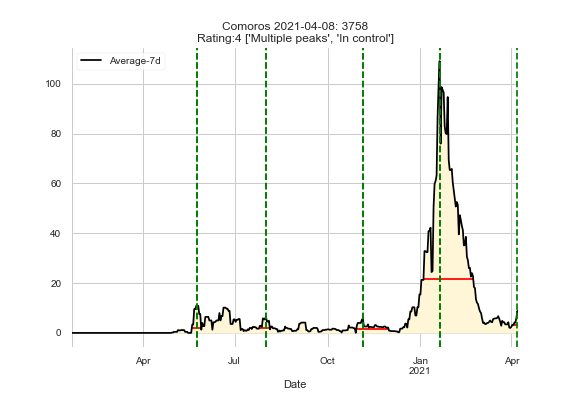 Comoros 2021-04-08: 3758
Rating:4 ['Multiple peaks', 'In control']
Average-7d
100
80
60
40
20
0
Apr
Jul
Oct
Jan
2021
Apr
Date